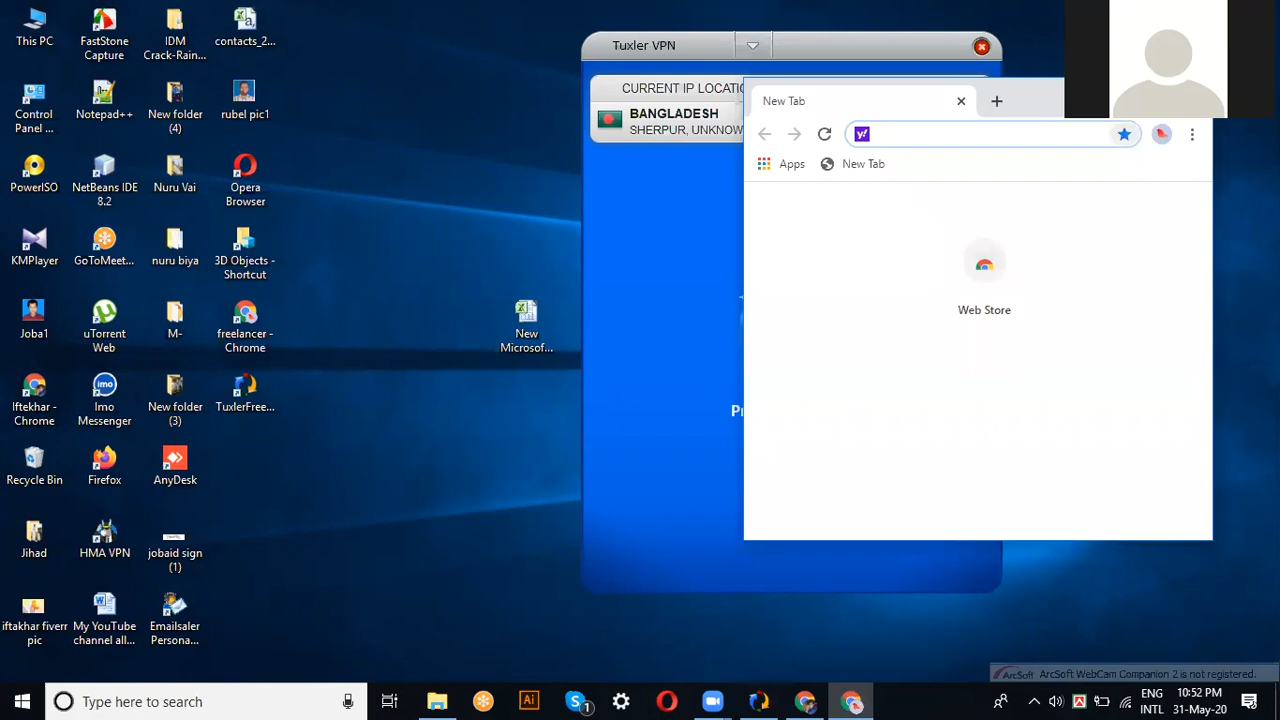 This PC
FastStone
Capture
IDM
Crack-Rain...
contacts_2...
Control
Panel ...
Notepad++
New folder
(4)
rubel pic1
PowerISO
NetBeans IDE
8.2
Nuru Vai
Opera
Browser
KMPlayer
GoToMeet...
nuru biya
3D Objects -
Shortcut
Joba1
uTorrent
Web
M-
freelancer -
Chrome
Iftekhar -
Chrome
Imo
Messenger
New folder
(3)
TuxlerFree...
Recycle Bin
Firefox
AnyDesk
Jihad
HMA VPN
jobaid sign
(1)
iftakhar fiverr
pic
My YouTube
channel all...
Emailsaler
Persona...
New
Microsof...
Tuxler VPN
CURRENT IP LOCATIO
BANGLADESH
SHERPUR, UNKNOW
Pr
New Tab
y!
Apps
New Tab
Web Store
ArcSoft ArcSoft WebCam Companion 2 is not registered.
Type here to search
Ai
S 1
ENG
INTL
10:52 PM
31-May-20